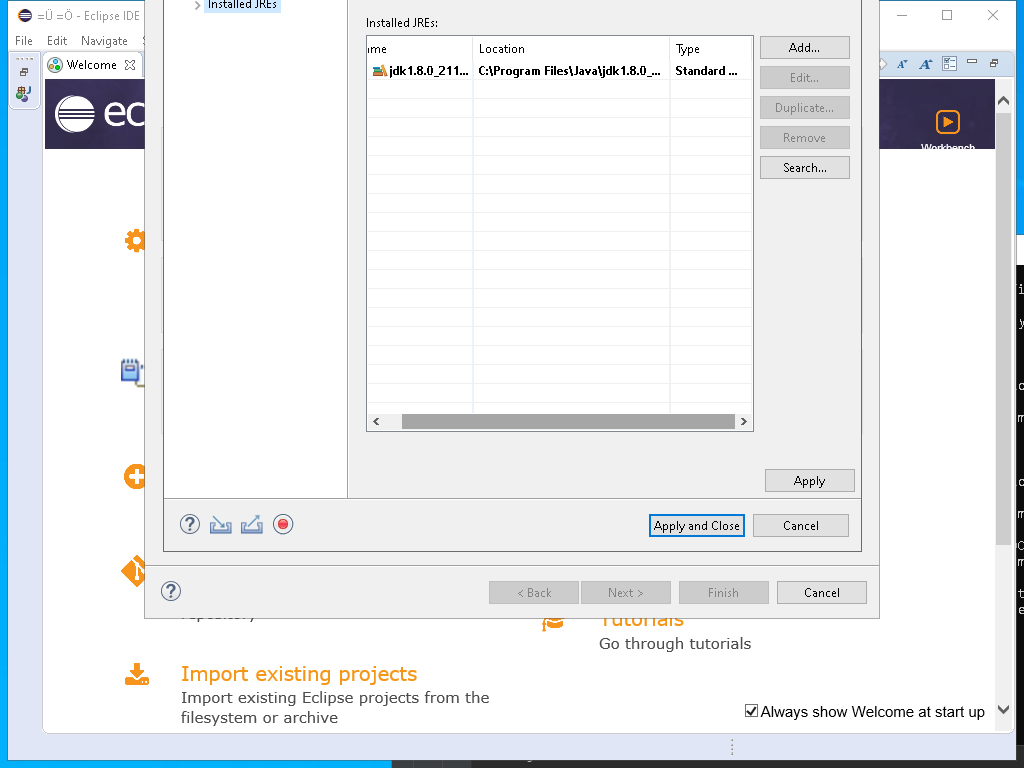 =Ü =Ö - Eclipse IDE
Installed JREs
File Edit Navigate
Installed JREs:
Welcome
me Location Type
Add...
jdk1.8.0_211... C:\Program Files\Java\jdk1.8.0_... Standard ...
Edit...
Duplicate...
Remove
Search...
ec
Workbench
Apply
Apply and Close Cancel
< Back Next > Finish Cancel
repository
Tutorials
Go through tutorials
Import existing projects
Import existing Eclipse projects from the
filesystem or archive
Always show Welcome at start up